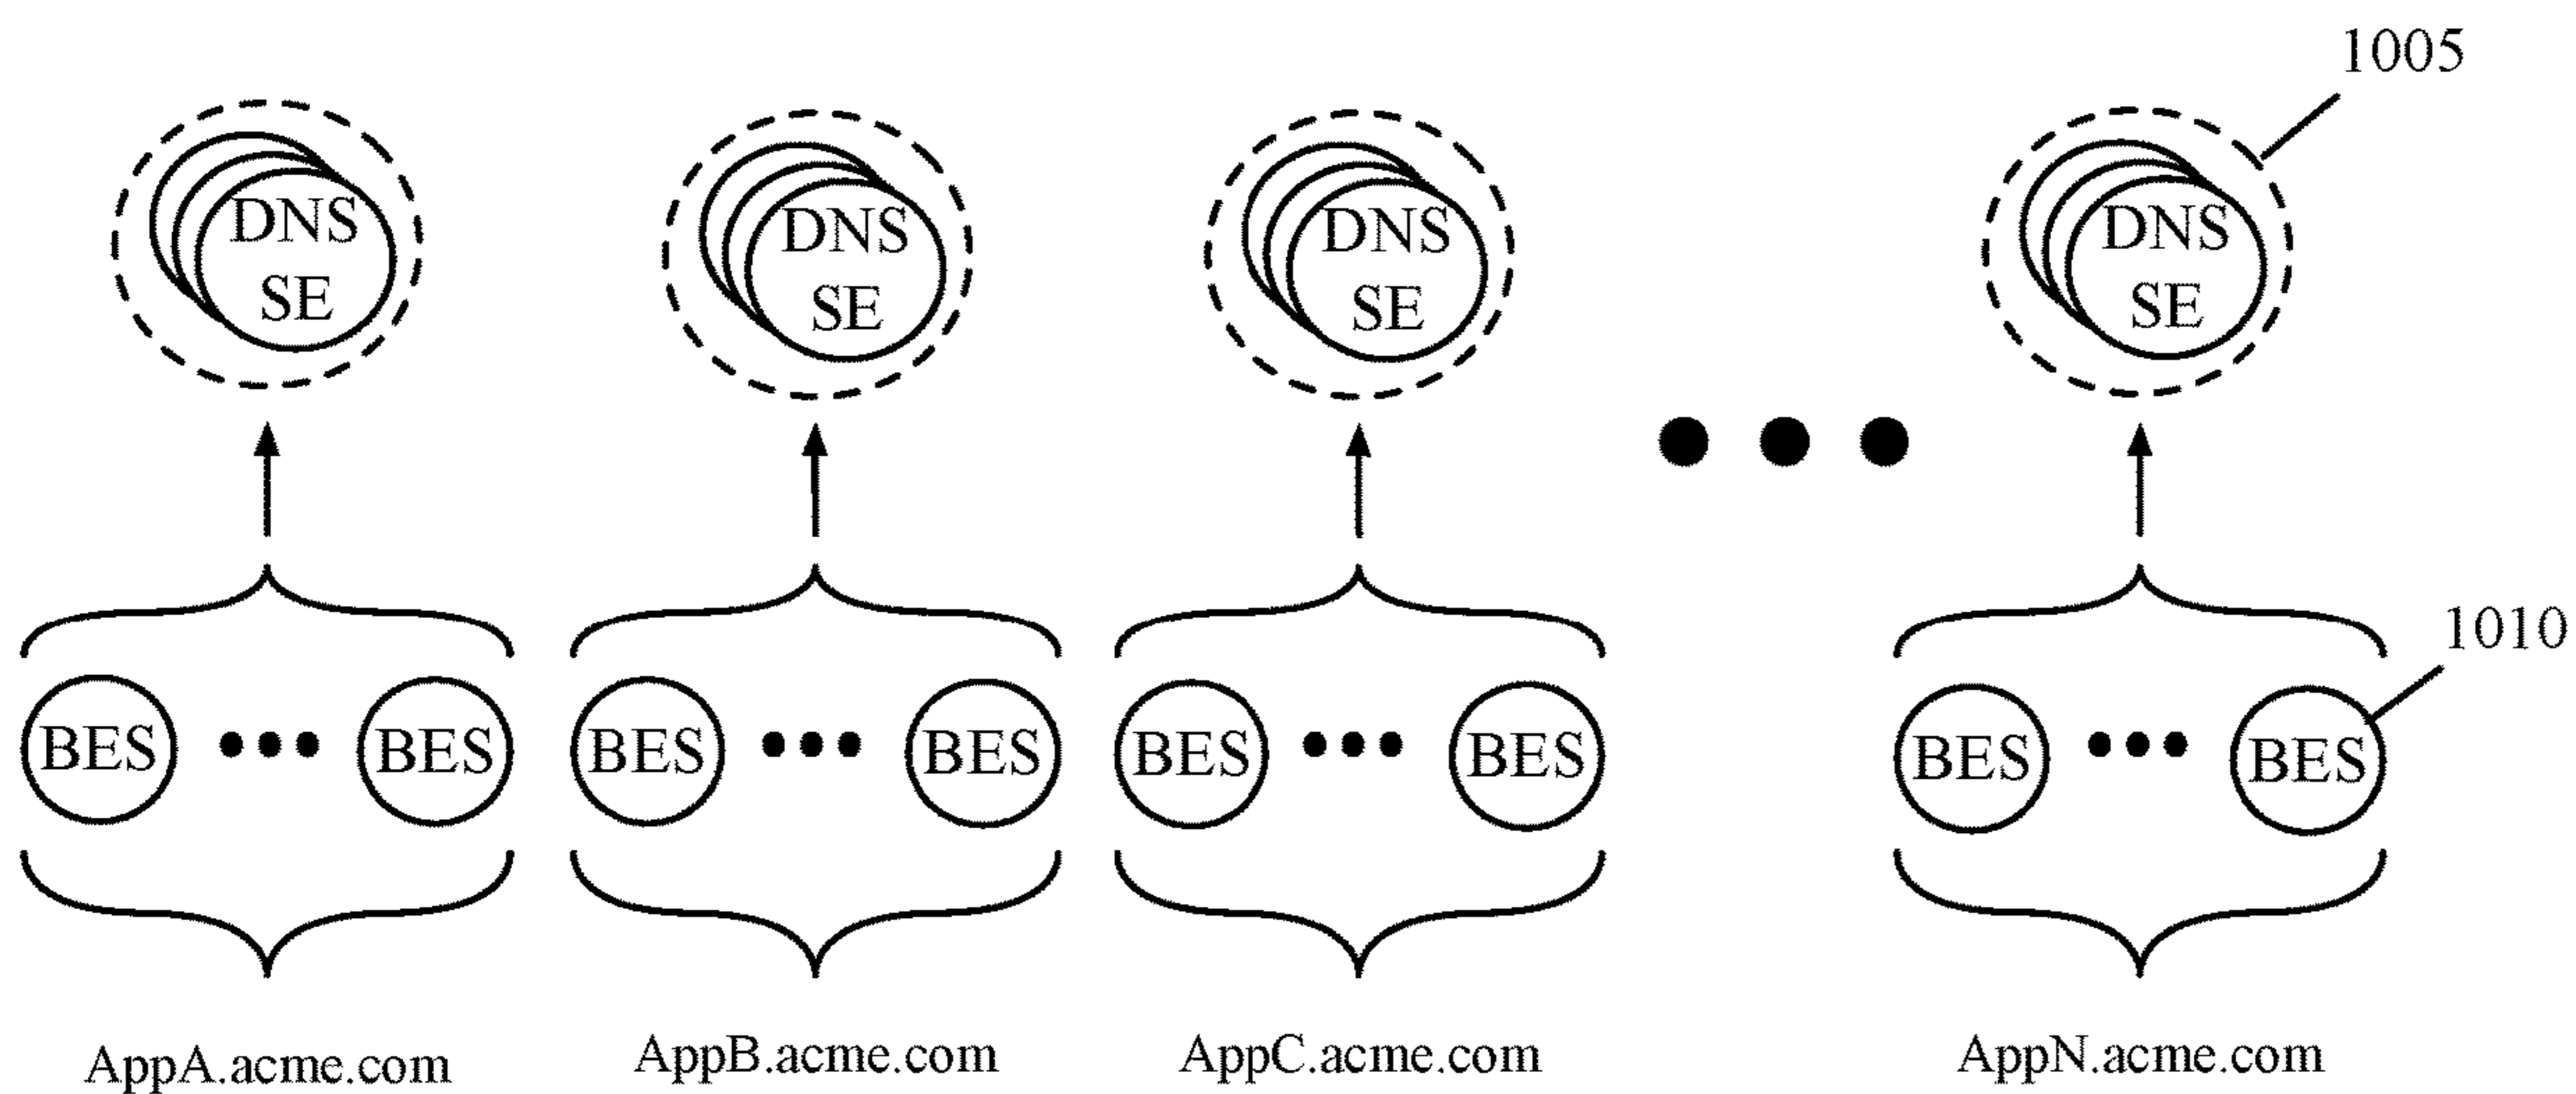 1005
DNS
SE
DNS
SE
DNS
SE
DNS
SE
1010
BES
BES
BES
BES
BES
BES
BES
BES
AppA.acme.com
AppB.acme.com
AppC.acme.com
AppN.acme.com